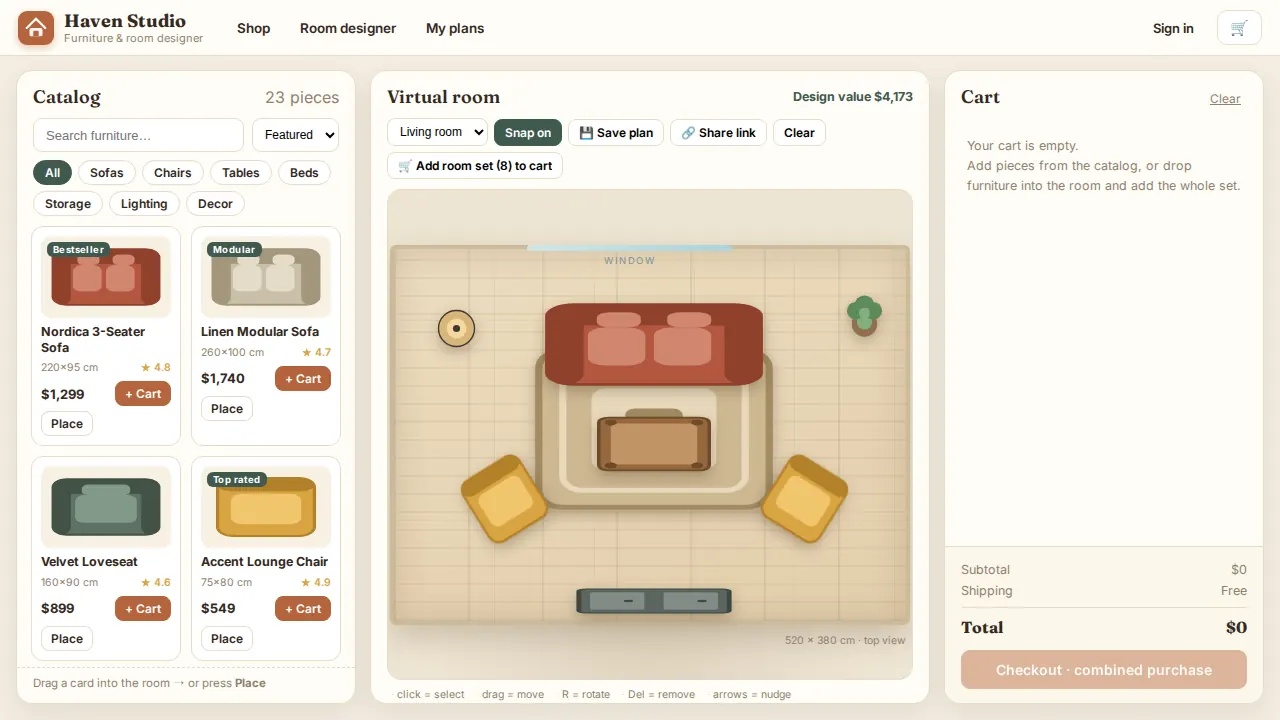 Haven Studio
Furniture & room designer
Shop
Room designer
My plans
Sign in
Catalog
23 pieces
Search furniture…
Featured
All
Sofas
Chairs
Tables
Beds
Storage
Lighting
Decor
Bestseller
Nordica 3-Seater
Sofa
220×95 cm
★ 4.8
$1,299
+ Cart
Place
Modular
Linen Modular Sofa
260×100 cm
★ 4.7
$1,740
+ Cart
Place
Velvet Loveseat
160×90 cm
★ 4.6
$899
+ Cart
Place
Top rated
Accent Lounge Chair
75×80 cm
★ 4.9
$549
+ Cart
Place
Drag a card into the room → or press Place
Virtual room
Design value $4,173
Living room
Snap on
💾 Save plan
🔗 Share link
Clear
🛒 Add room set (8) to cart
WINDOW
520 × 380 cm · top view
click = select
drag = move
R = rotate
Del = remove
arrows = nudge
Cart
Clear
Your cart is empty.
Add pieces from the catalog, or drop
furniture into the room and add the whole set.
Subtotal
$0
Shipping
Free
Total
$0
Checkout · combined purchase